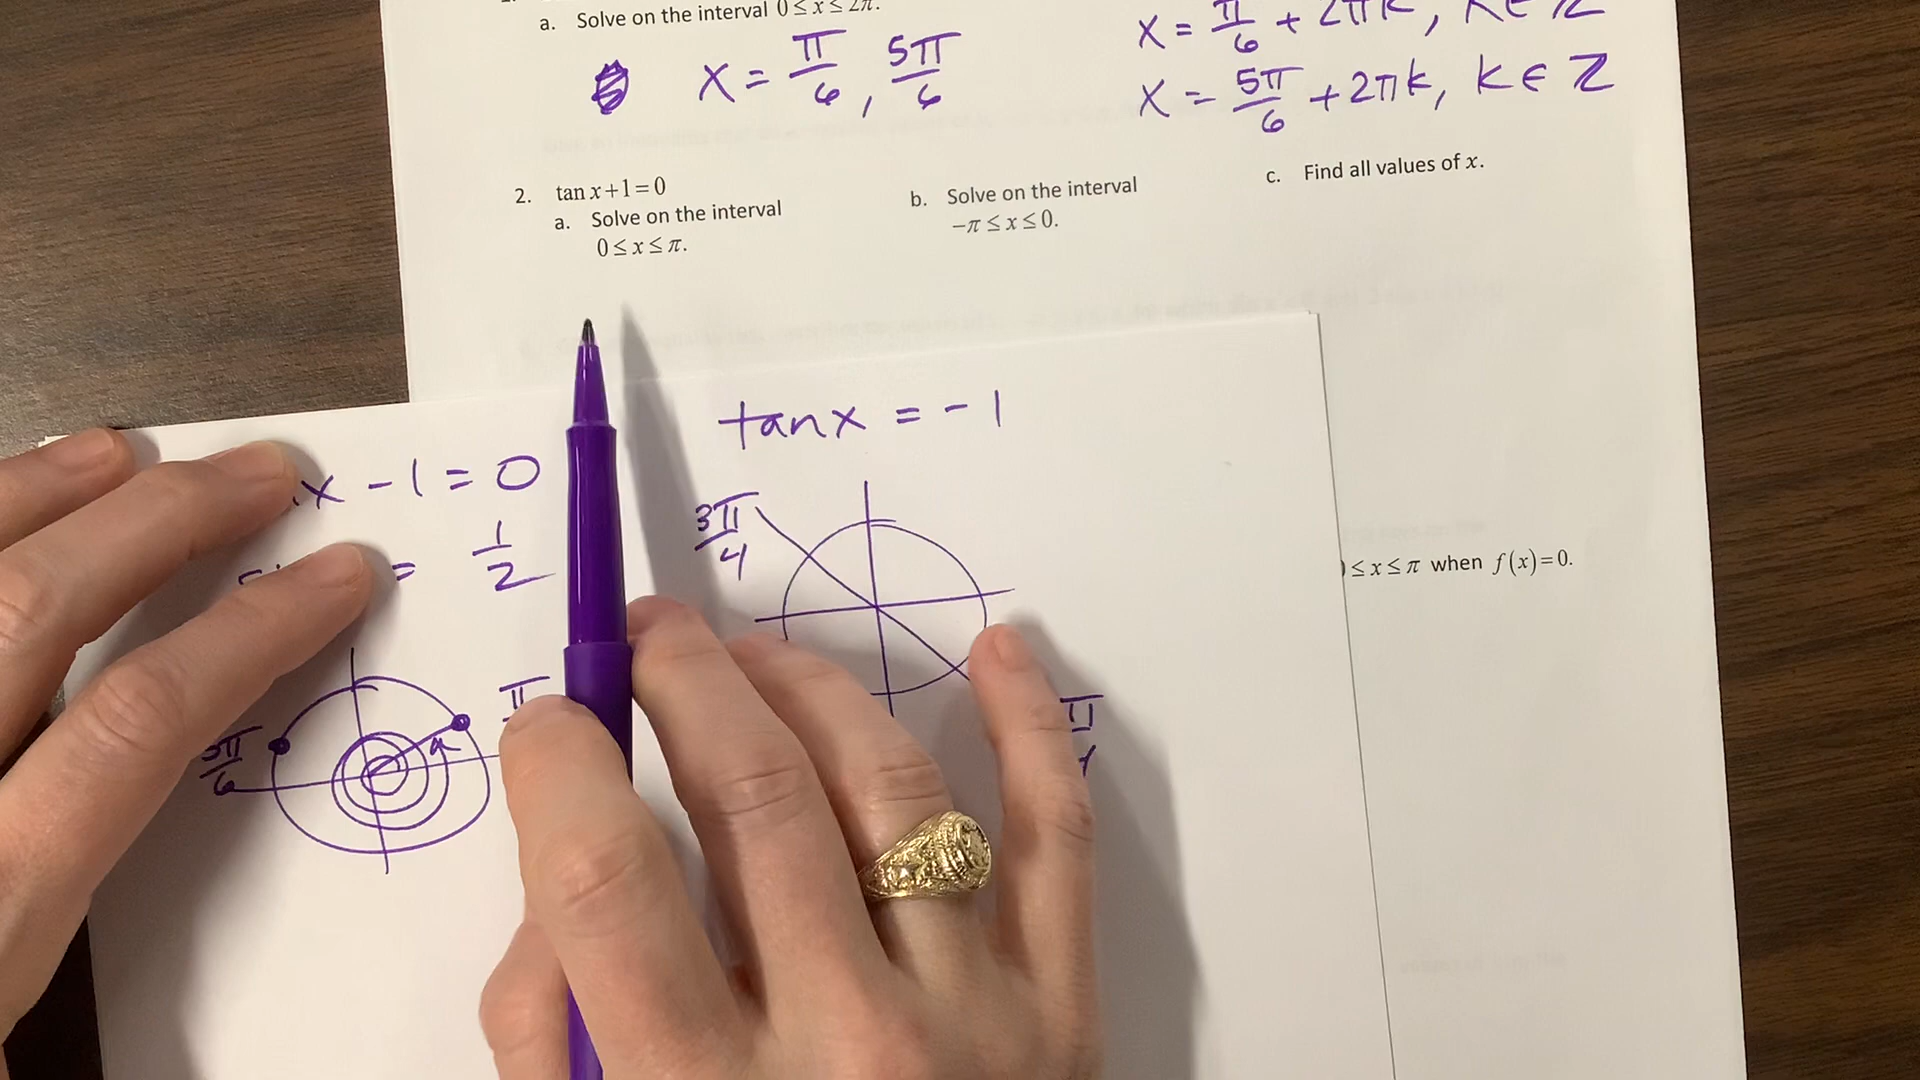 a. Solve on the interval 0 ≤ x ≤ 2π.
x = π/6, 5π/6
x = π/6 + 2πk, k ∈ Z
x = 5π/6 + 2πk, k ∈ Z
2. tan x + 1 = 0
a. Solve on the interval
0 ≤ x ≤ π.
b. Solve on the interval
−π ≤ x ≤ 0.
c. Find all values of x.
tanx = -1
x - 1 = 0
= 1/2
3π/4
π
5π/6
π
≤ x ≤ π when f(x) = 0.